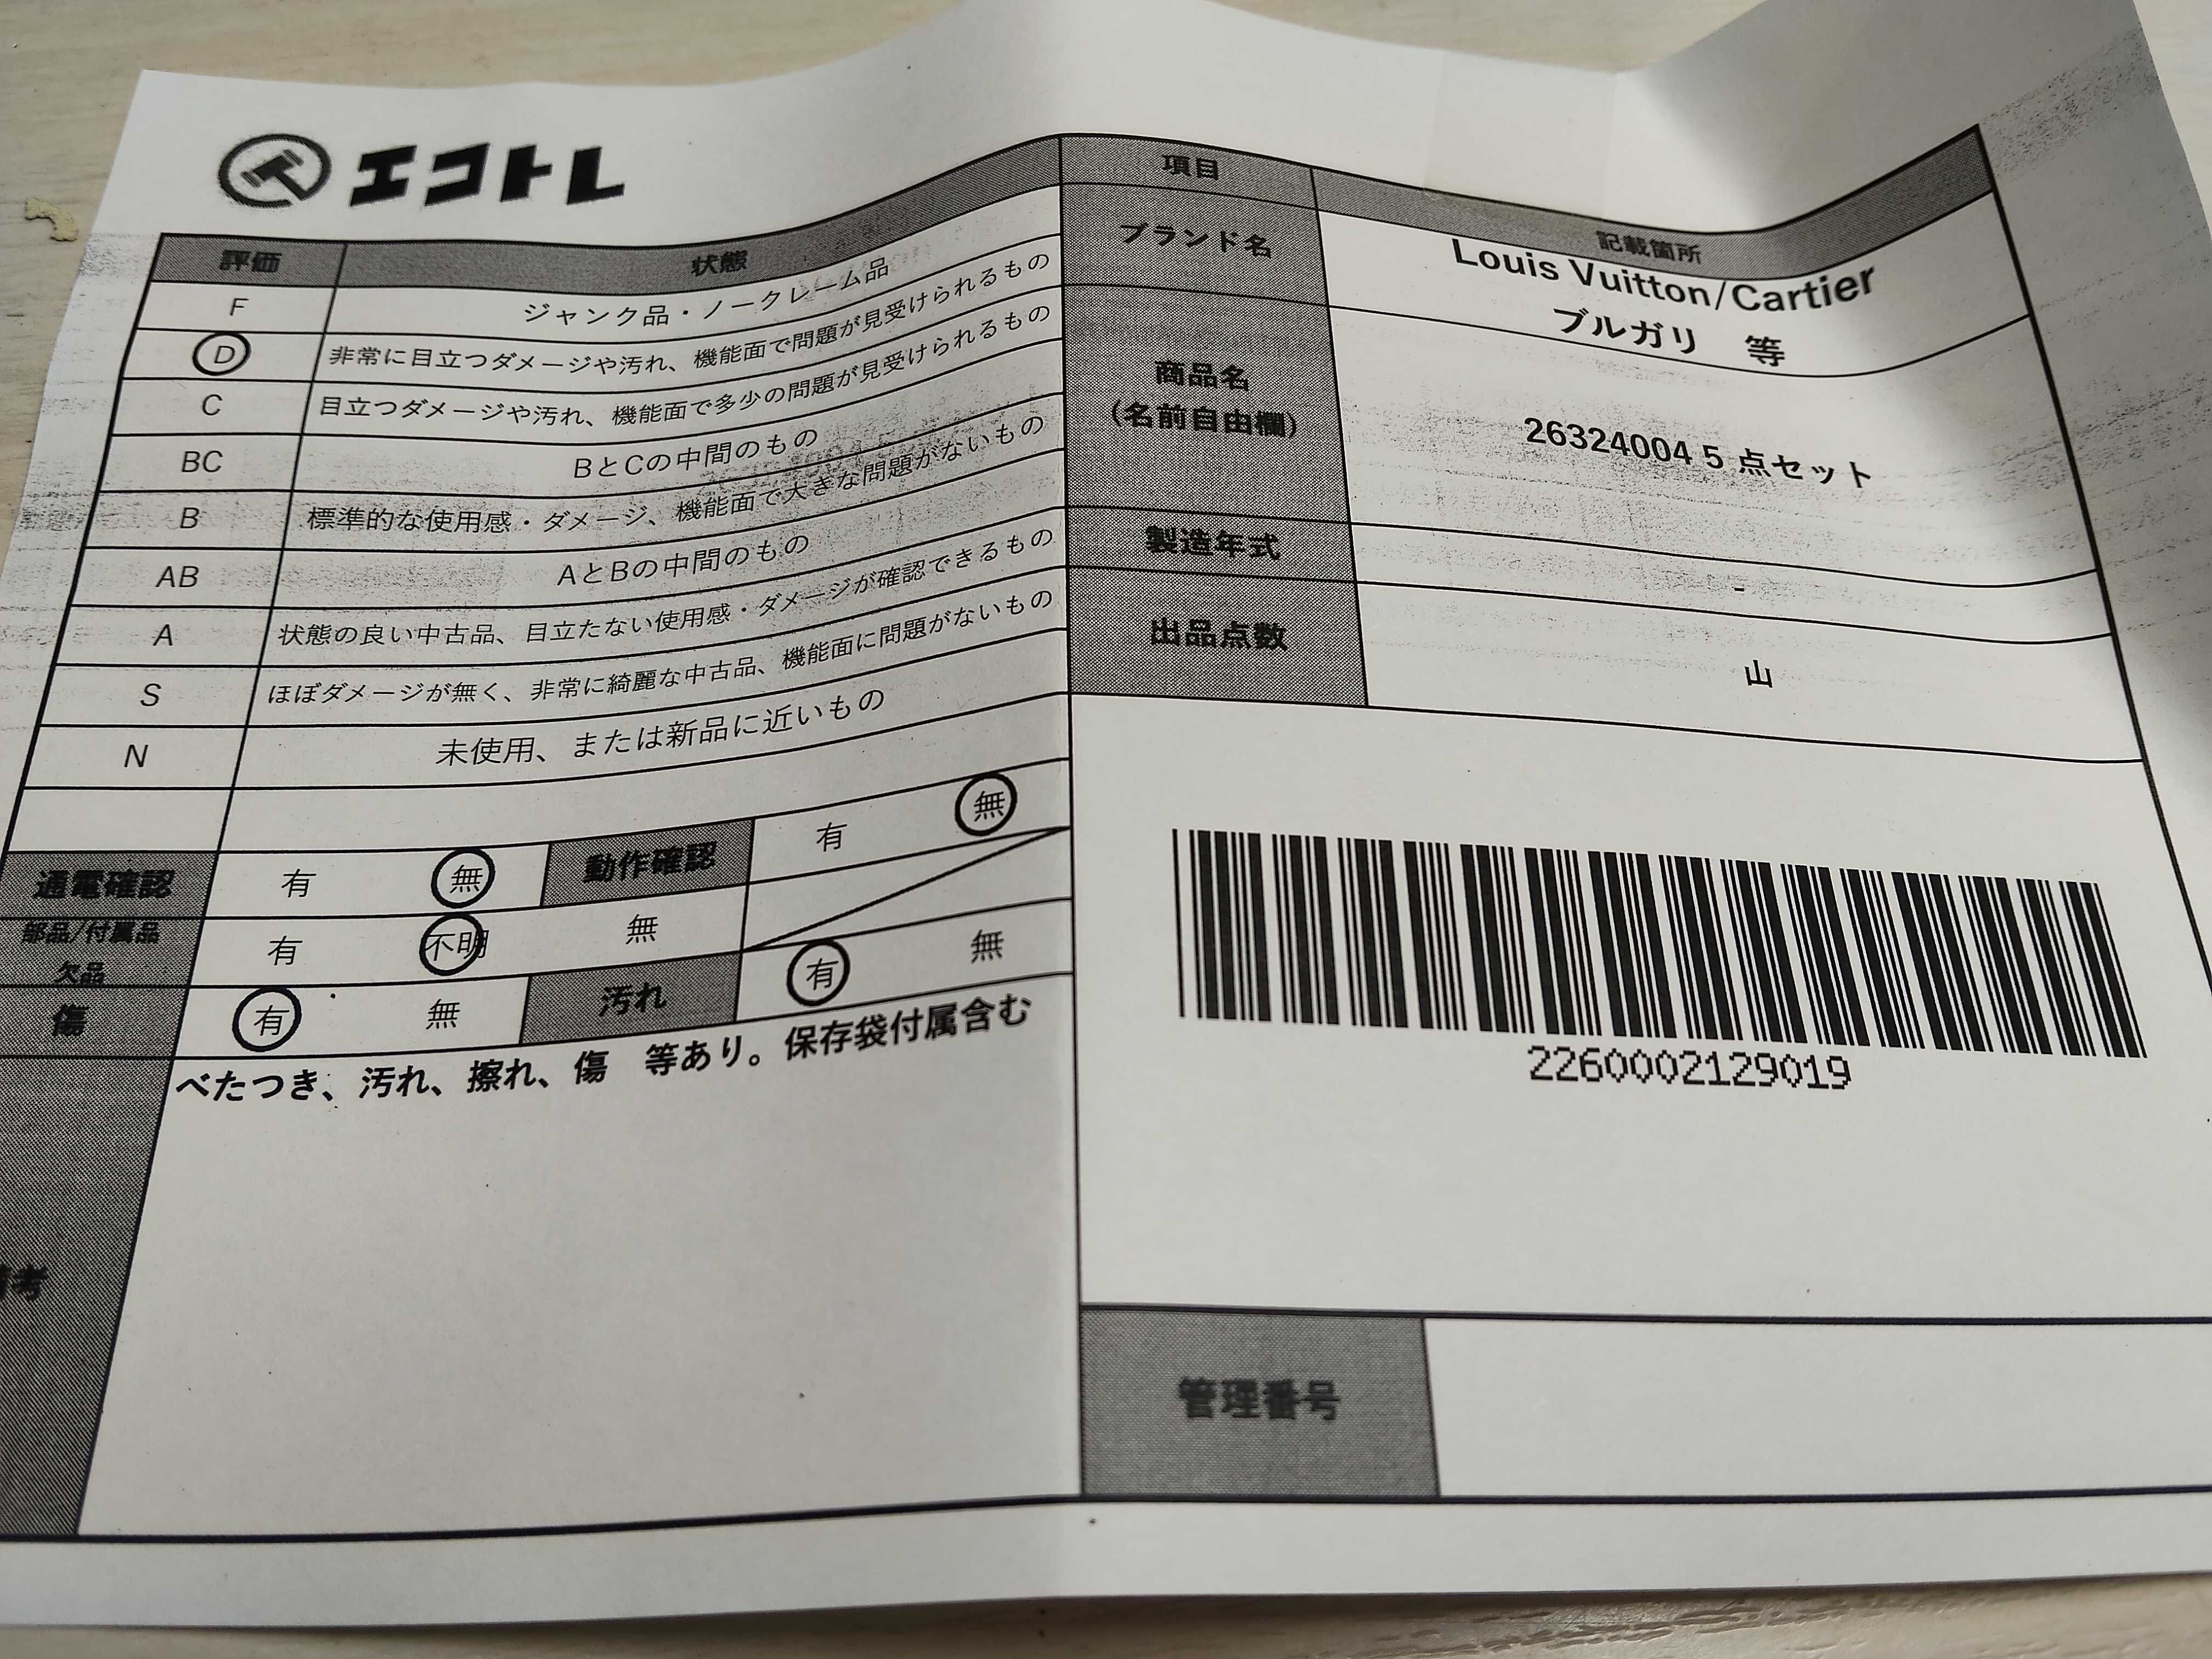 エコトレ
評価 状態
F ジャンク品・ノークレーム品
D 非常に目立つダメージや汚れ、機能面で問題が見受けられるもの
C 目立つダメージや汚れ、機能面で多少の問題が見受けられるもの
BC BとCの中間のもの
B 標準的な使用感・ダメージ、機能面で大きな問題がないもの
AB AとBの中間のもの
A 状態の良い中古品、目立たない使用感・ダメージが確認できるもの
S ほぼダメージが無く、非常に綺麗な中古品、機能面に問題がないもの
N 未使用、または新品に近いもの
通電確認 有 無 動作確認 有 無
部品/付属品
欠品 有 不明 無
傷 有 無 汚れ 有 無
べたつき、汚れ、擦れ、傷 等あり。保存袋付属含む
考
項目 記載箇所
ブランド名 Louis Vuitton/Cartier
ブルガリ 等
商品名
(名前自由欄) 26324004 5 点セット
製造年式 -
出品点数 山
2260002129019
管理番号